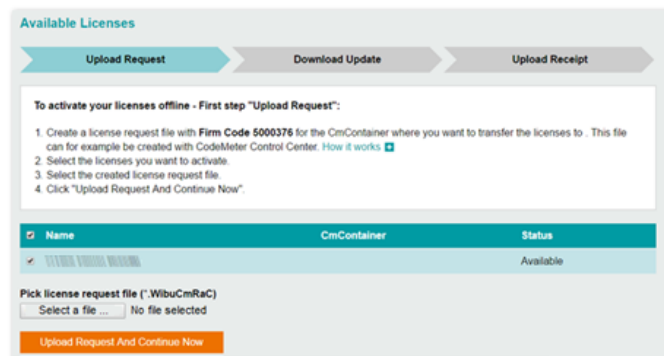 Available Licenses
Upload Request
Download Update
Upload Receipt
To activate your licenses offline - First step "Upload Request":
1. Create a license request file with Firm Code 5000376 for the CmContainer where you want to transfer the licenses to . This file
can for example be created with CodeMeter Control Center. How it works
2. Select the licenses you want to activate.
3. Select the created license request file.
4. Click "Upload Request And Continue Now".
Name CmContainer Status
Available
Pick license request file (*.WibuCmRaC)
Select a file ... No file selected
Upload Request And Continue Now